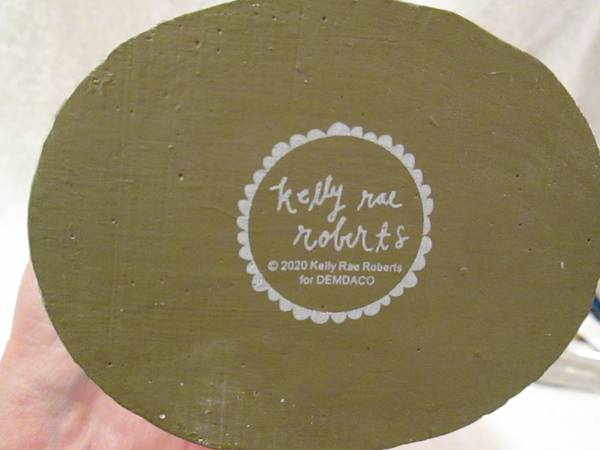 kelly rae
roberts
© 2020 Kelly Rae Roberts
for DEMDACO